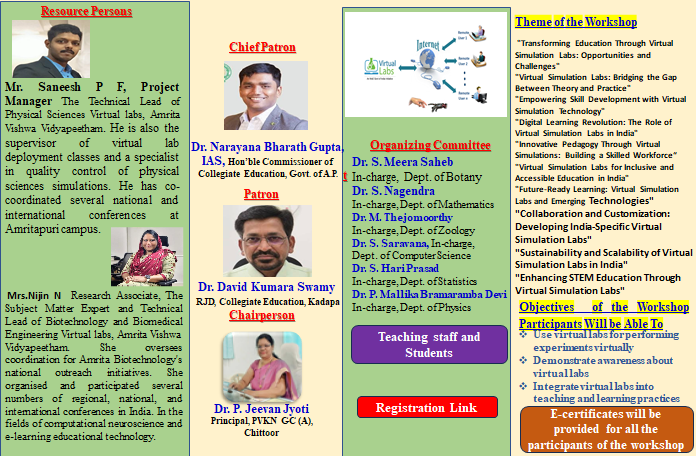 Resource Persons
Mr. Saneesh P F, Project
Manager The Technical Lead of
Physical Sciences Virtual labs, Amrita
Vishwa Vidyapeetham. He is also the
supervisor of virtual lab
deployment classes and a specialist
in quality control of physical
sciences simulations. He has co-
coordinated several national and
international conferences at
Amritapuri campus.
Mrs.Nijin N Research Associate, The
Subject Matter Expert and Technical
Lead of Biotechnology and Biomedical
Engineering Virtual labs, Amrita Vishwa
Vidyapeetham. She oversees
coordination for Amrita Biotechnology's
national outreach initiatives. She
organised and participated several
numbers of regional, national, and
international conferences in India. In the
fields of computational neuroscience and
e-learning educational technology.
Chief Patron
Dr. Narayana Bharath Gupta,
IAS, Hon'ble Commissioner of
Collegiate Education, Govt. of A.P.
Patron
Dr. David Kumara Swamy
RJD, Collegiate Education, Kadapa
Chairperson
Dr. P. Jeevan Jyoti
Principal, PVKN GC (A),
Chittoor
Internet
Virtual
Labs
Organizing Committee
Dr. S. Meera Saheb
In-charge, Dept. of Botany
t
Dr. S. Nagendra
In-charge, Dept. of Mathematics
Dr. M. Thejomoorthy
In-charge, Dept. of Zoology
Dr. S. Saravana, In-charge,
Dept. of Computer Science
Dr. S. Hari Prasad
In-charge, Dept. of Statistics
Dr. P. Mallika Bramaramba Devi
In-charge, Dept. of Physics
Teaching staff and
Students
Registration Link
Theme of the Workshop
"Transforming Education Through Virtual
Simulation Labs: Opportunities and
Challenges"
"Virtual Simulation Labs: Bridging the Gap
Between Theory and Practice"
"Empowering Skill Development with Virtual
Simulation Technology"
"Digital Learning Revolution: The Role of
Virtual Simulation Labs in India"
"Innovative Pedagogy Through Virtual
Simulations: Building a Skilled Workforce"
"Virtual Simulation Labs for Inclusive and
Accessible Education in India"
"Future-Ready Learning: Virtual Simulation
Labs and Emerging Technologies"
"Collaboration and Customization:
Developing India-Specific Virtual
Simulation Labs"
"Sustainability and Scalability of Virtual
Simulation Labs in India"
"Enhancing STEM Education Through
Virtual Simulation Labs"
Objectives of the Workshop
Participants Will be Able To
❖ Use virtual labs for performing
experiments virtually
❖ Demonstrate awareness about
virtual labs
❖ Integrate virtual labs into
teaching and learning practices
E-certificates will be
provided for all the
participants of the workshop